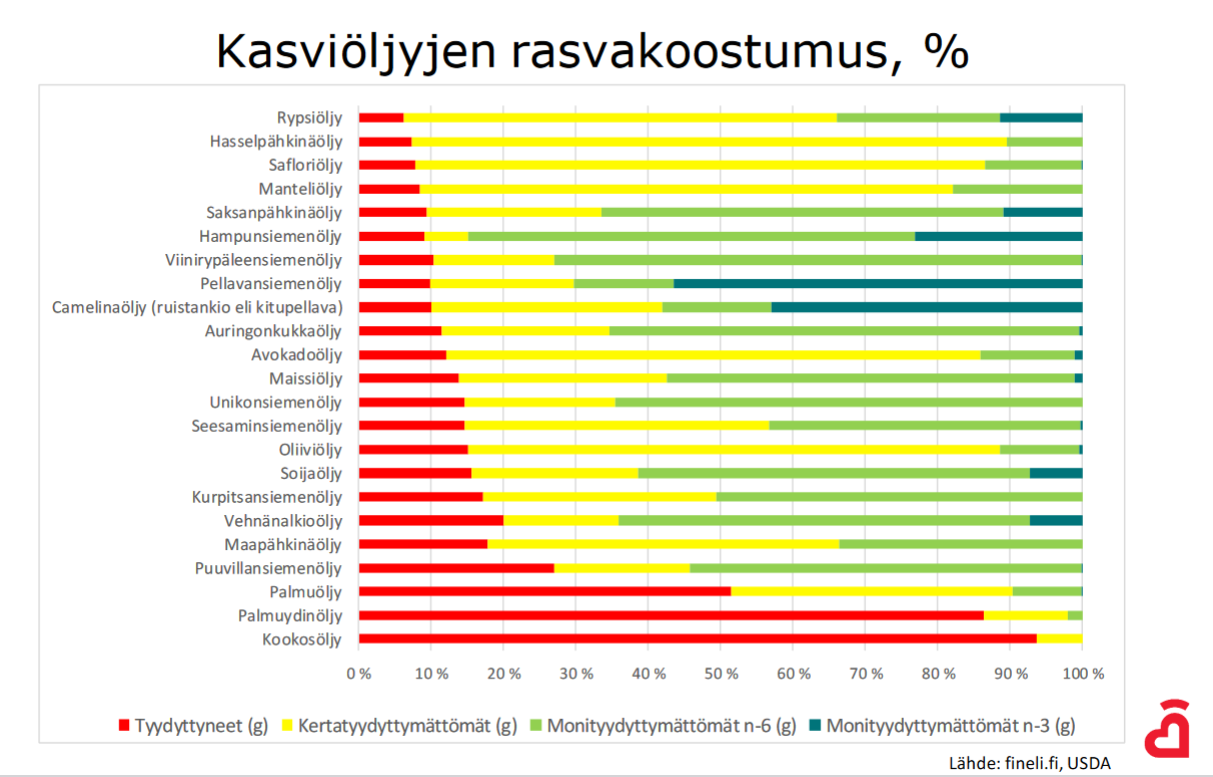 Kasviöljyjen rasvakoostumus, %
Rypsiöljy
Hasselpähkinäöljy
Safloriöljy
Manteliöljy
Saksanpähkinäöljy
Hampunsiemenöljy
Viinirypäleensiemenöljy
Pellavansiemenöljy
Camelinaöljy (ruistankio eli kitupellava)
Auringonkukkaöljy
Avokadoöljy
Maissiöljy
Unikonsiemenöljy
Seesaminsiemenöljy
Oliiviöljy
Soijaöljy
Kurpitsansiemenöljy
Vehnänalkioöljy
Maapähkinäöljy
Puuvillansiemenöljy
Palmuöljy
Palmuydinöljy
Kookosöljy
0 % 10 % 20 % 30 % 40 % 50 % 60 % 70 % 80 % 90 % 100 %
Tyydyttyneet (g) Kertatyydyttymättömät (g) Monityydyttymättömät n-6 (g) Monityydyttymättömät n-3 (g)
Lähde: fineli.fi, USDA